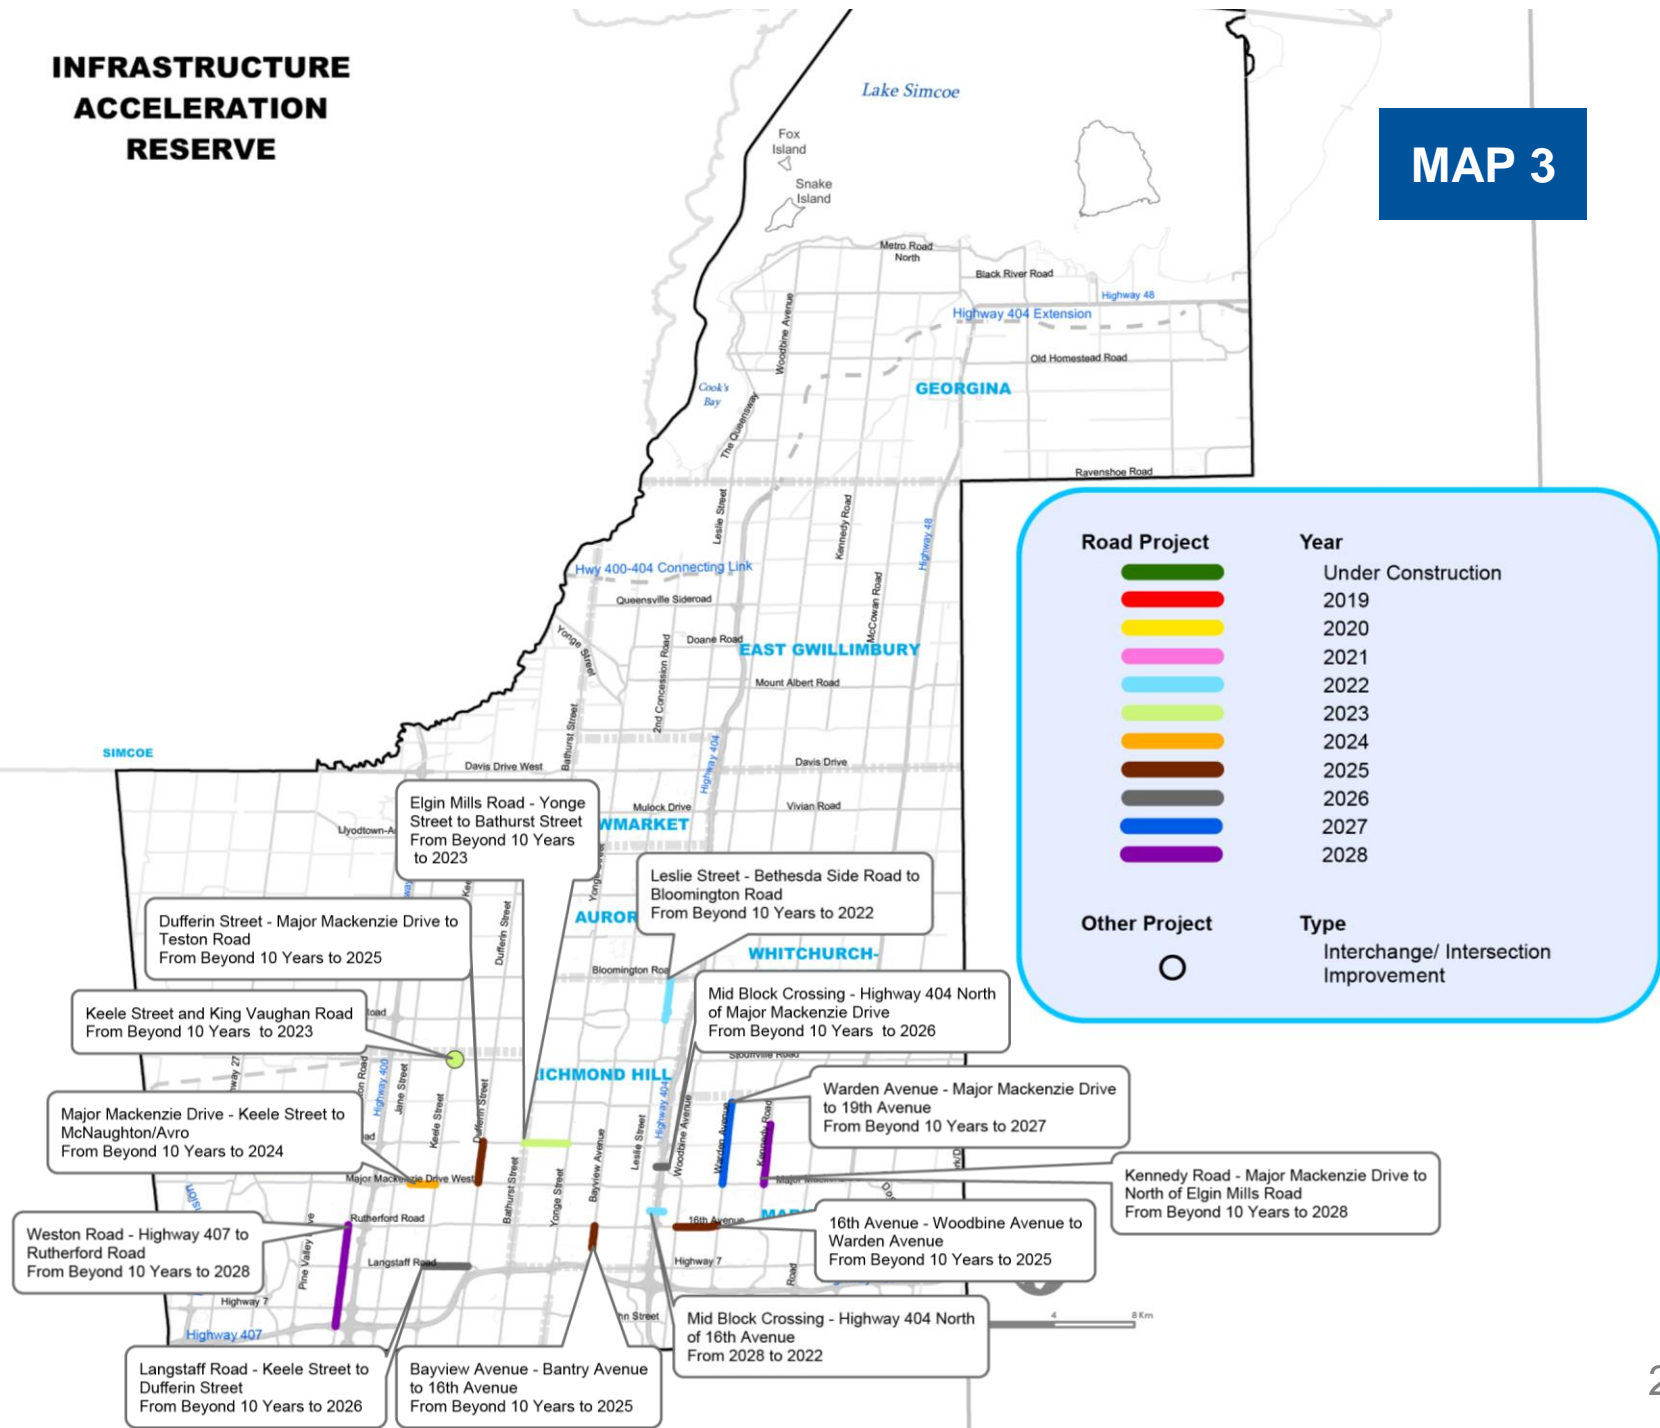 INFRASTRUCTURE
ACCELERATION
RESERVE
MAP 3
Lake Simcoe
Fox
Island
Snake
Island
Metro Road
North
Black River Road
Highway 48
Highway 404 Extension
Woodbine Avenue
Old Homestead Road
Cook's
Bay
GEORGINA
The Queensway
Ravenshoe Road
Leslie Street
Kennedy Road
Highway 48
Hwy 400-404 Connecting Link
Queensville Sideroad
McCowan Road
Yonge Street
Doane Road
2nd Concession Road
EAST GWILLIMBURY
Mount Albert Road
Bathurst Street
Highway 404
SIMCOE
Davis Drive West
Davis Drive
Mulock Drive
Vivian Road
WMARKET
Road Project
Year
Under Construction
2019
2020
2021
2022
2023
2024
2025
2026
2027
2028
Other Project
Type
Interchange/ Intersection
Improvement
Elgin Mills Road - Yonge
Street to Bathurst Street
From Beyond 10 Years
to 2023
Leslie Street - Bethesda Side Road to
Bloomington Road
From Beyond 10 Years to 2022
Dufferin Street - Major Mackenzie Drive to
Teston Road
From Beyond 10 Years to 2025
Dufferin Street
AUROR
WHITCHURCH-
Bloomington Roa
Mid Block Crossing - Highway 404 North
of Major Mackenzie Drive
From Beyond 10 Years to 2026
Keele Street and King Vaughan Road
From Beyond 10 Years to 2023
Stouffville Road
Highway 400
Jane Street
Keele Street
Dufferin Street
ICHMOND HILL
Highway 404
Woodbine Avenue
Warden Avenue
Kennedy Road
Warden Avenue - Major Mackenzie Drive
to 19th Avenue
From Beyond 10 Years to 2027
Major Mackenzie Drive - Keele Street to
McNaughton/Avro
From Beyond 10 Years to 2024
Leslie Street
Bayview Avenue
Yonge Street
Bathurst Street
Major Mackenzie Drive West
Kennedy Road - Major Mackenzie Drive to
North of Elgin Mills Road
From Beyond 10 Years to 2028
Weston Road - Highway 407 to
Rutherford Road
From Beyond 10 Years to 2028
Rutherford Road
16th Avenue
16th Avenue - Woodbine Avenue to
Warden Avenue
From Beyond 10 Years to 2025
Langstaff Road
Highway 7
Road
Highway 7
Highway 407
hn Street
4
8 Km
Mid Block Crossing - Highway 404 North
of 16th Avenue
From 2028 to 2022
Langstaff Road - Keele Street to
Dufferin Street
From Beyond 10 Years to 2026
Bayview Avenue - Bantry Avenue
to 16th Avenue
From Beyond 10 Years to 2025
2